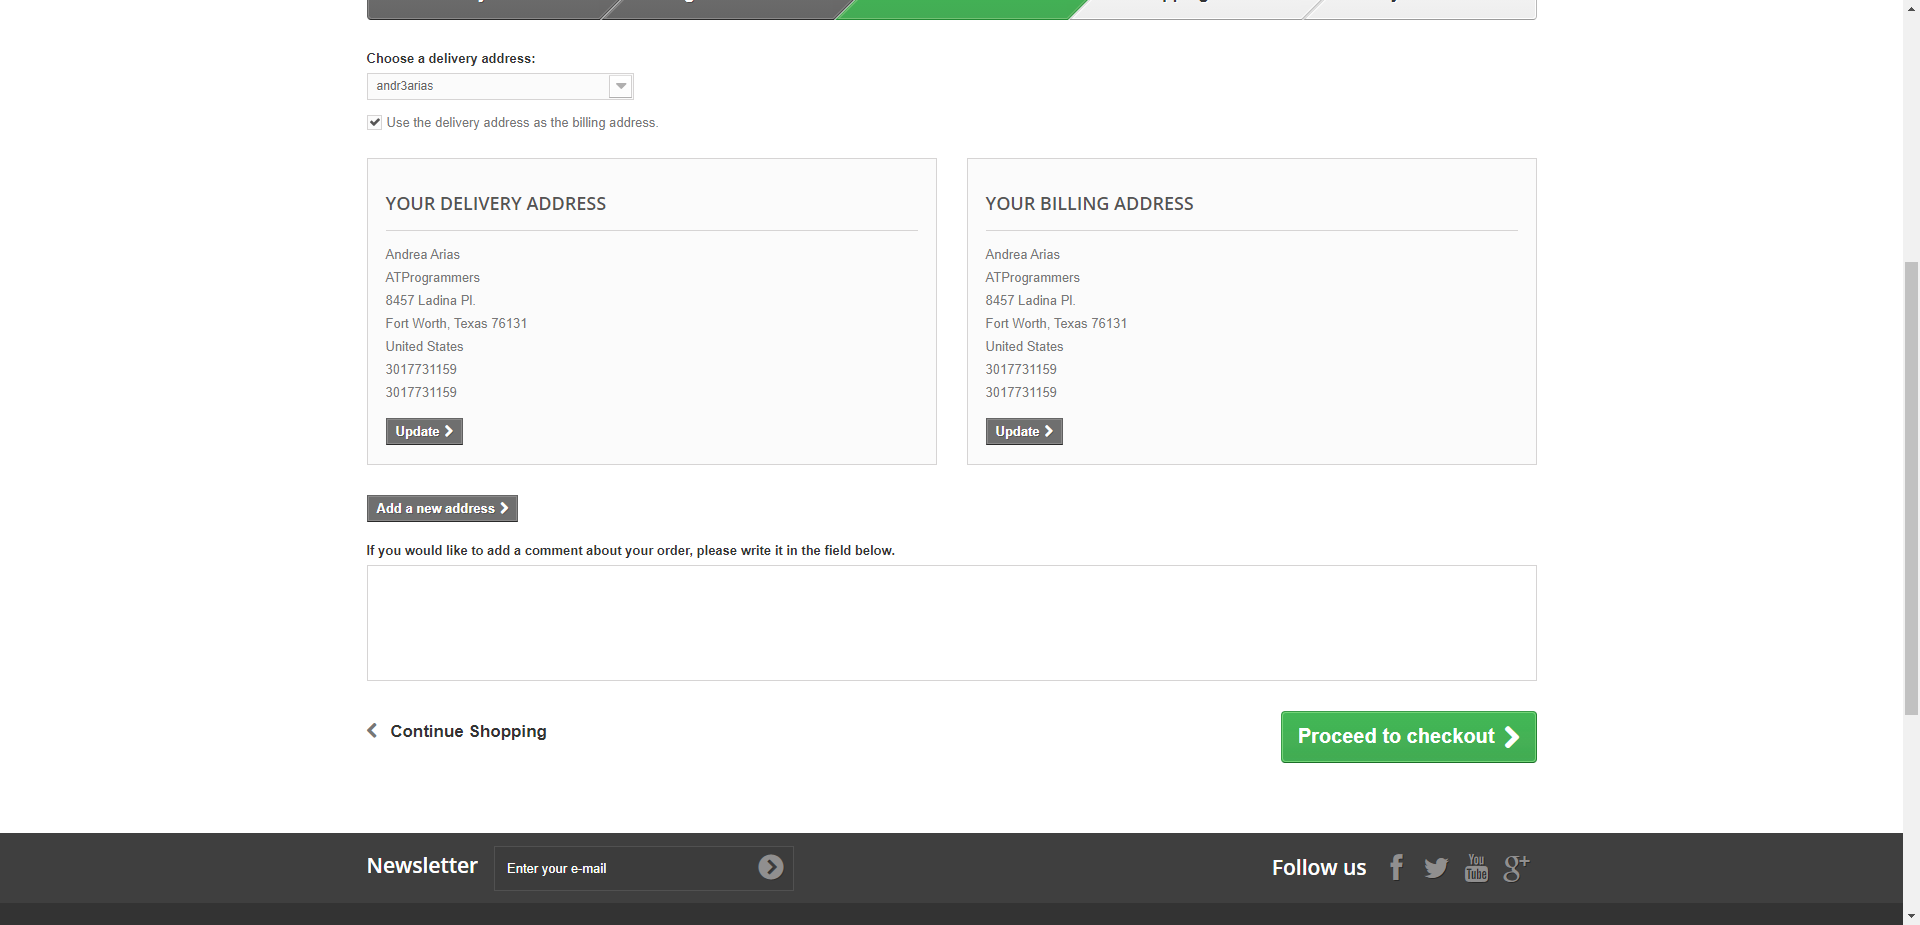 Choose a delivery address:
andr3arias
Use the delivery address as the billing address.
YOUR DELIVERY ADDRESS
Andrea Arias
ATProgrammers
8457 Ladina Pl.
Fort Worth, Texas 76131
United States
3017731159
3017731159
Update
YOUR BILLING ADDRESS
Andrea Arias
ATProgrammers
8457 Ladina Pl.
Fort Worth, Texas 76131
United States
3017731159
3017731159
Update
Add a new address
If you would like to add a comment about your order, please write it in the field below.
Continue Shopping
Proceed to checkout
Newsletter
Enter your e-mail
Follow us
You
Tube
g+